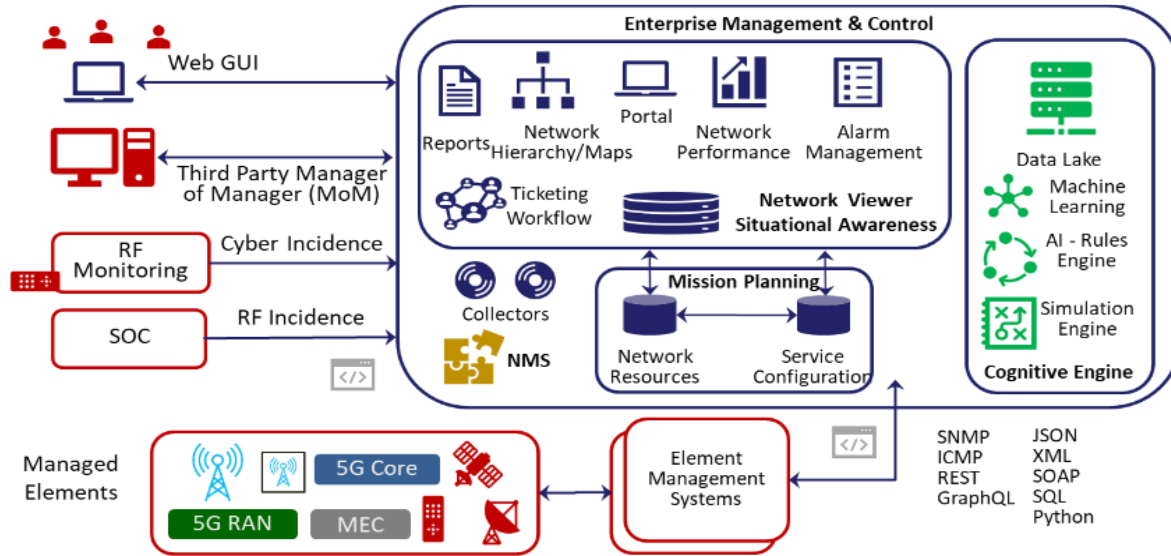 Enterprise Management & Control
Web GUI
Third Party Manager
of Manager (MoM)
RF
Monitoring
Cyber Incidence
SOC
RF Incidence
</>
Reports
Network
Hierarchy/Maps
Portal
Network
Performance
Alarm
Management
Ticketing
Workflow
Network Viewer
Situational Awareness
Collectors
NMS
Mission Planning
Network
Resources
Service
Configuration
Data Lake
Machine
Learning
AI - Rules
Engine
Simulation
Engine
Cognitive Engine
Managed
Elements
5G Core
5G RAN
MEC
Element
Management
Systems
</>
SNMP
ICMP
REST
GraphQL
JSON
XML
SOAP
SQL
Python